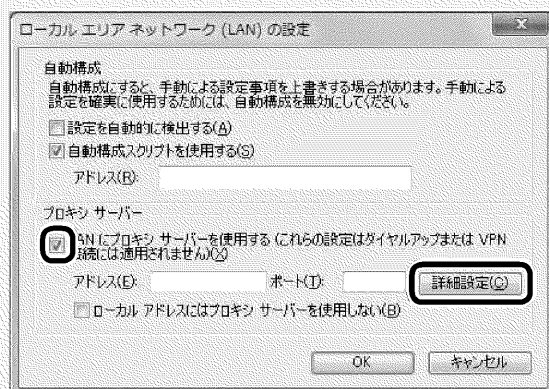 ローカル エリア ネットワーク (LAN) の設定
自動構成
自動構成にすると、手動による設定事項を上書きする場合があります。手動による
設定を確実に使用するためには、自動構成を無効にしてください。
設定を自動的に検出する(A)
自動構成スクリプトを使用する(S)
アドレス(R):
プロキシ サーバー
LAN にプロキシ サーバーを使用する (これらの設定はダイヤルアップまたは VPN
接続には適用されません)(X)
アドレス(E): ポート(T): 詳細設定(C)
ローカル アドレスにはプロキシ サーバーを使用しない(B)
OK キャンセル